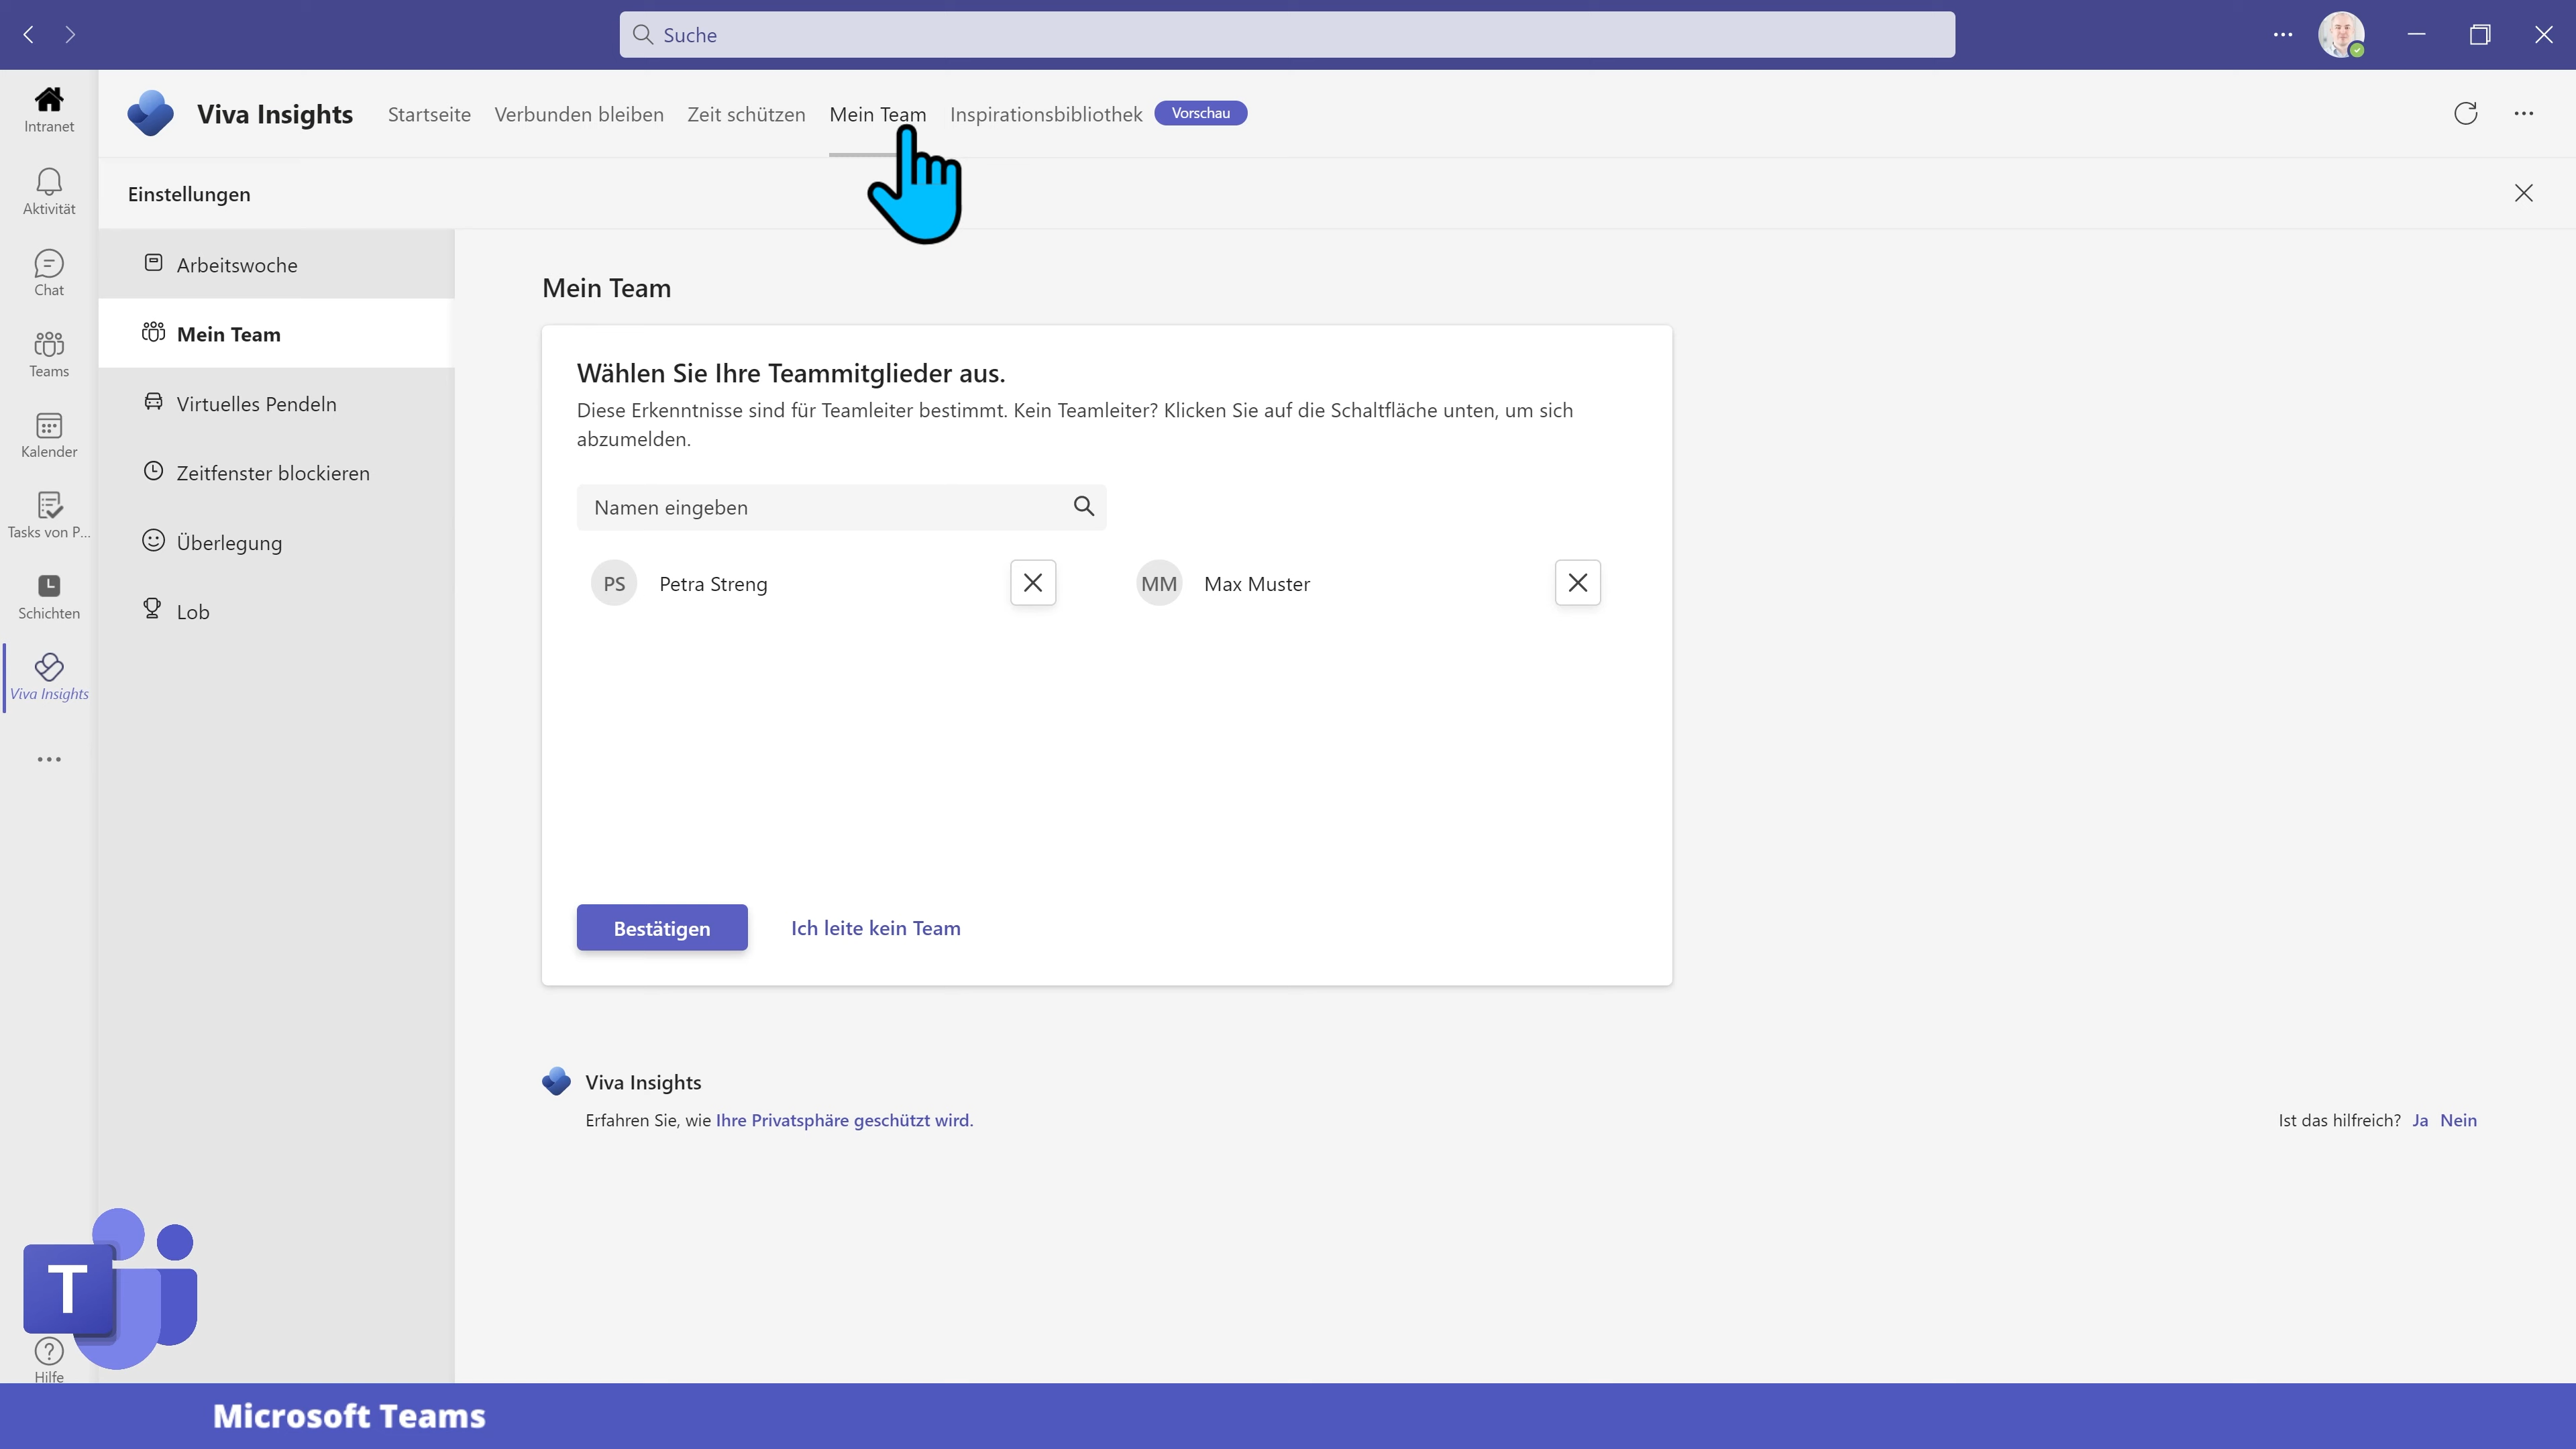 Suche
Intranet
Aktivität
Chat
Teams
Kalender
Tasks von P...
Schichten
Viva Insights
Hilfe
Viva Insights Startseite Verbunden bleiben Zeit schützen Mein Team Inspirationsbibliothek Vorschau
Einstellungen
Arbeitswoche
Mein Team
Virtuelles Pendeln
Zeitfenster blockieren
Überlegung
Lob
Mein Team
Wählen Sie Ihre Teammitglieder aus.
Diese Erkenntnisse sind für Teamleiter bestimmt. Kein Teamleiter? Klicken Sie auf die Schaltfläche unten, um sich
abzumelden.
Namen eingeben
PS Petra Streng MM Max Muster
Bestätigen Ich leite kein Team
Viva Insights
Erfahren Sie, wie Ihre Privatsphäre geschützt wird. Ist das hilfreich? Ja Nein
T
Microsoft Teams